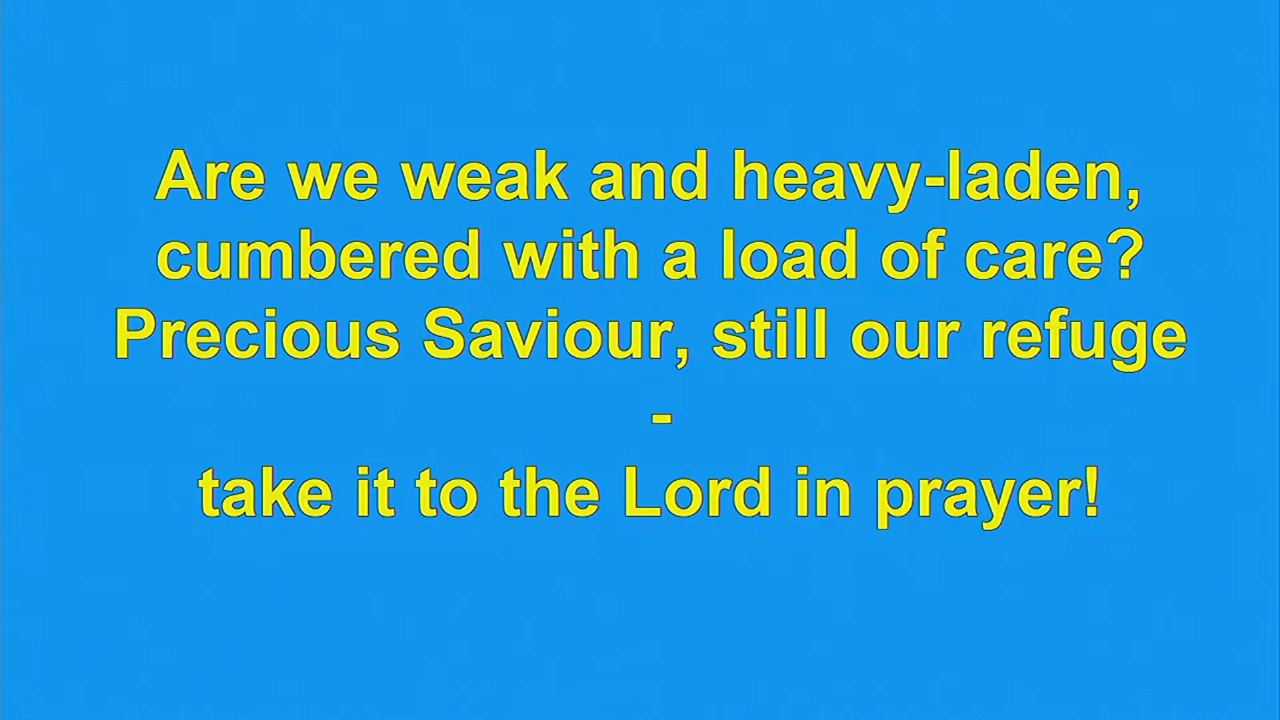 Are we weak and heavy-laden,
cumbered with a load of care?
Precious Saviour, still our refuge
-
take it to the Lord in prayer!